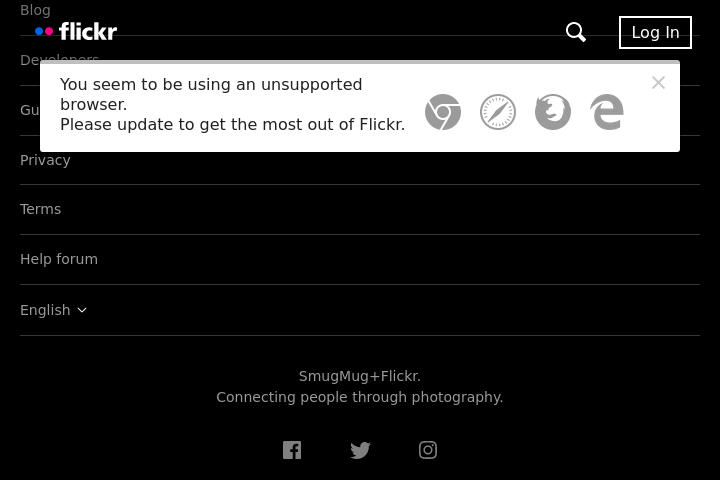 Blog
flickr
Log In
Developers
You seem to be using an unsupported
browser.
Please update to get the most out of Flickr.
Gu
Privacy
Terms
Help forum
English
SmugMug+Flickr.
Connecting people through photography.